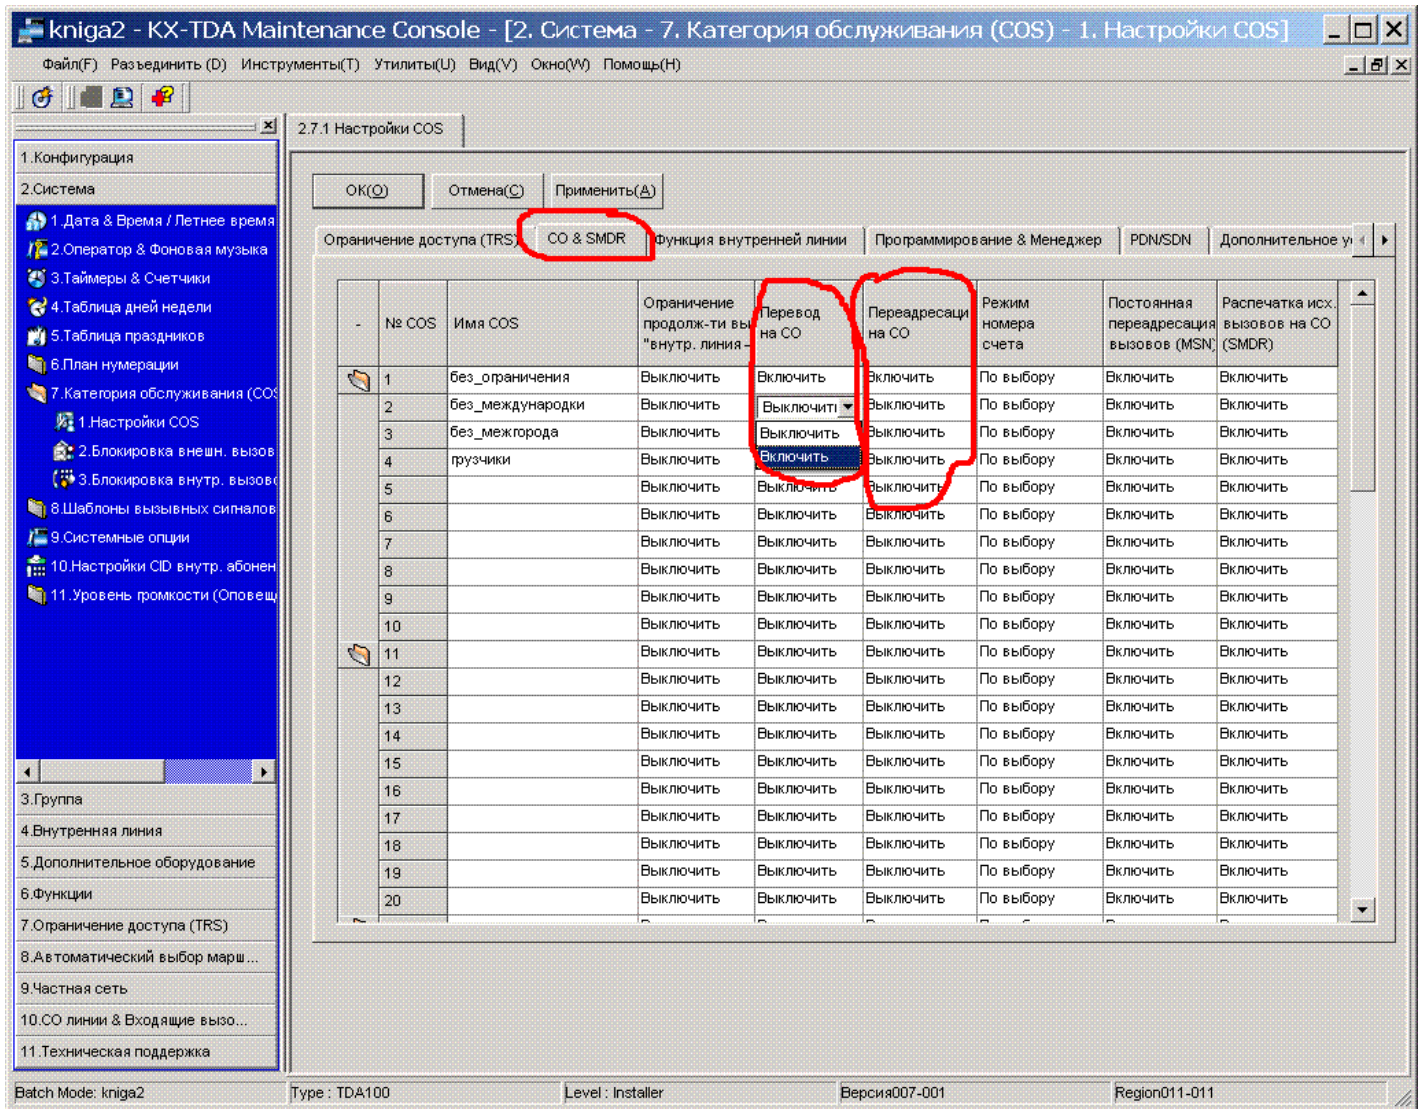 kniga2 - KX-TDA Maintenance Console - [2. Система - 7. Категория обслуживания (COS) - 1. Настройки COS]
Файл(F) Разъединить (D) Инструменты(T) Утилиты(U) Вид(V) Окно(W) Помощь(H)
2.7.1 Настройки COS
1.Конфигурация
2.Система
1.Дата & Время / Летнее время
2.Оператор & Фоновая музыка
3.Таймеры & Счетчики
4.Таблица дней недели
5.Таблица праздников
6.План нумерации
7.Категория обслуживания (COS
1.Настройки COS
2.Блокировка внешн. вызов
3.Блокировка внутр. вызово
8.Шаблоны вызывных сигналов
9.Системные опции
10.Настройки CID внутр. абонен
11.Уровень громкости (Оповещ
3.Группа
4.Внутренняя линия
5.Дополнительное оборудование
6.Функции
7.Ограничение доступа (TRS)
8.Автоматический выбор марш...
9.Частная сеть
10.CO линии & Входящие вызо...
11.Техническая поддержка
OK(O) Отмена(C) Применить(A)
Ограничение доступа (TRS) CO & SMDR Функция внутренней линии Программирование & Менеджер PDN/SDN Дополнительное у
- № COS Имя COS Ограничение продолж-ти вы "внутр. линия - Перевод на CO Переадресаци на CO Режим номера счета Постоянная переадресация вызовов (MSN) Распечатка исх. вызовов на CO (SMDR)
1 без_ограничения Выключить Включить Включить По выбору Включить Включить
2 без_международки Выключить Выключить Выключить По выбору Включить Включить
3 без_межгорода Выключить Выключить Выключить По выбору Включить Включить
4 грузчики Выключить Включить Выключить По выбору Включить Включить
5 Выключить Выключить Выключить По выбору Включить Включить
6 Выключить Выключить Выключить По выбору Включить Включить
7 Выключить Выключить Выключить По выбору Включить Включить
8 Выключить Выключить Выключить По выбору Включить Включить
9 Выключить Выключить Выключить По выбору Включить Включить
10 Выключить Выключить Выключить По выбору Включить Включить
11 Выключить Выключить Выключить По выбору Включить Включить
12 Выключить Выключить Выключить По выбору Включить Включить
13 Выключить Выключить Выключить По выбору Включить Включить
14 Выключить Выключить Выключить По выбору Включить Включить
15 Выключить Выключить Выключить По выбору Включить Включить
16 Выключить Выключить Выключить По выбору Включить Включить
17 Выключить Выключить Выключить По выбору Включить Включить
18 Выключить Выключить Выключить По выбору Включить Включить
19 Выключить Выключить Выключить По выбору Включить Включить
20 Выключить Выключить Выключить По выбору Включить Включить
Batch Mode: kniga2 Type : TDA100 Level : Installer Версия007-001 Region011-011